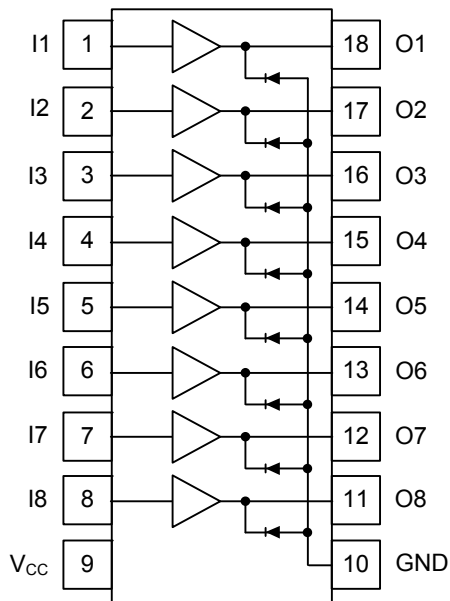 I1 1 18 O1
I2 2 17 O2
I3 3 16 O3
I4 4 15 O4
I5 5 14 O5
I6 6 13 O6
I7 7 12 O7
I8 8 11 O8
VCC 9 10 GND